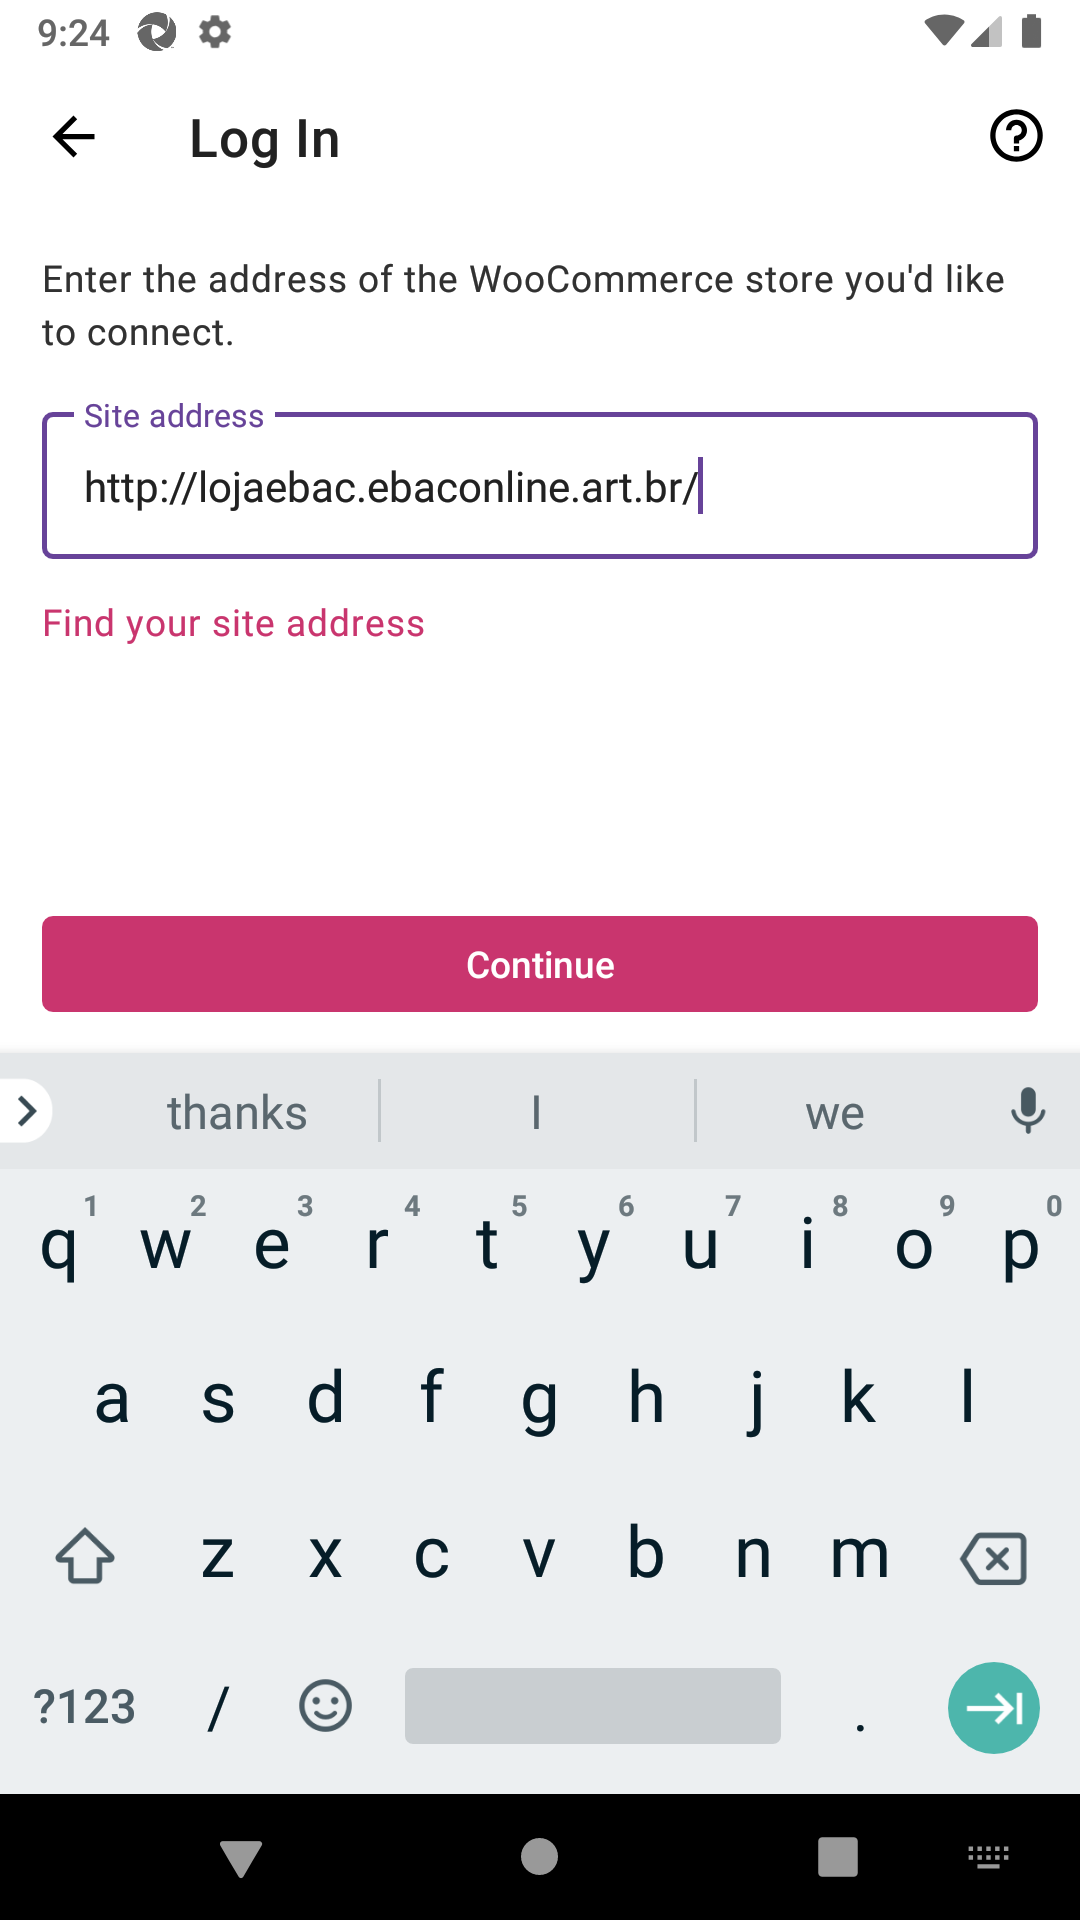 9:24
Log In
Enter the address of the WooCommerce store you'd like
to connect.
Site address
http://lojaebac.ebaconline.art.br/
Find your site address
Continue
thanks I we
1 2 3 4 5 6 7 8 9 0
q w e r t y u i o p
a s d f g h j k l
z x c v b n m
?123 / .